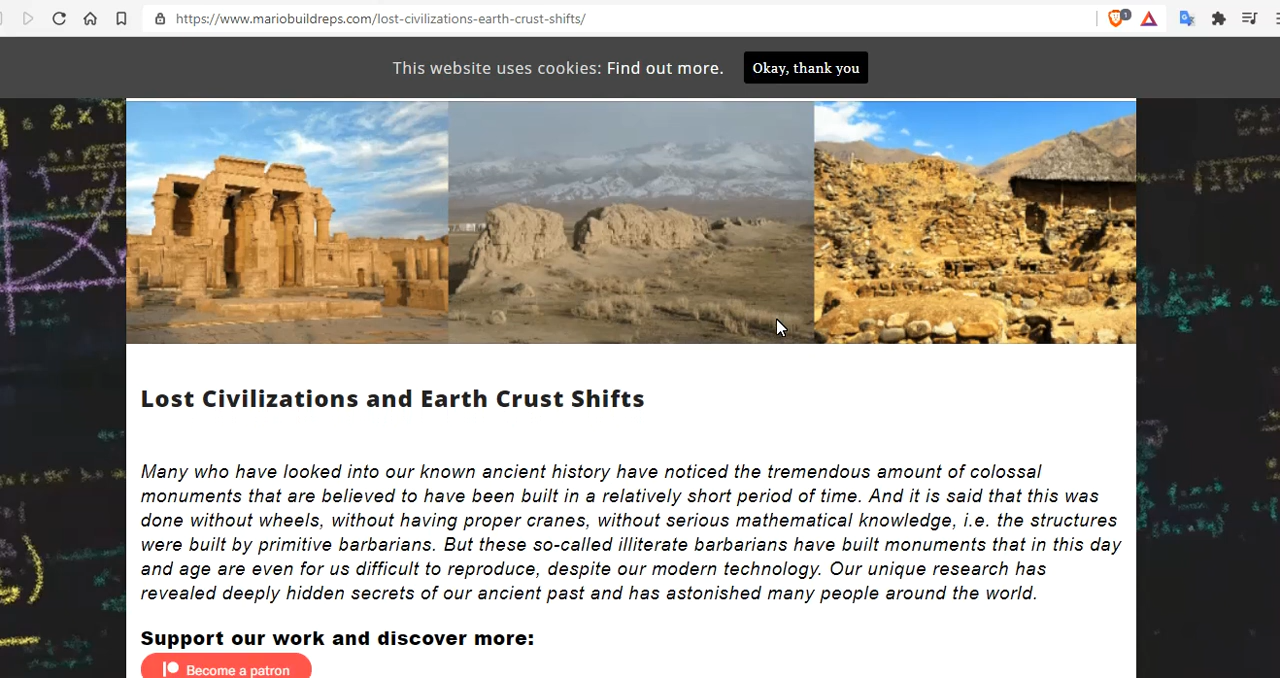 https://www.mariobuildreps.com/lost-civilizations-earth-crust-shifts/
1
This website uses cookies: Find out more.
Okay, thank you
Lost Civilizations and Earth Crust Shifts
Many who have looked into our known ancient history have noticed the tremendous amount of colossal
monuments that are believed to have been built in a relatively short period of time. And it is said that this was
done without wheels, without having proper cranes, without serious mathematical knowledge, i.e. the structures
were built by primitive barbarians. But these so-called illiterate barbarians have built monuments that in this day
and age are even for us difficult to reproduce, despite our modern technology. Our unique research has
revealed deeply hidden secrets of our ancient past and has astonished many people around the world.
Support our work and discover more:
Become a patron